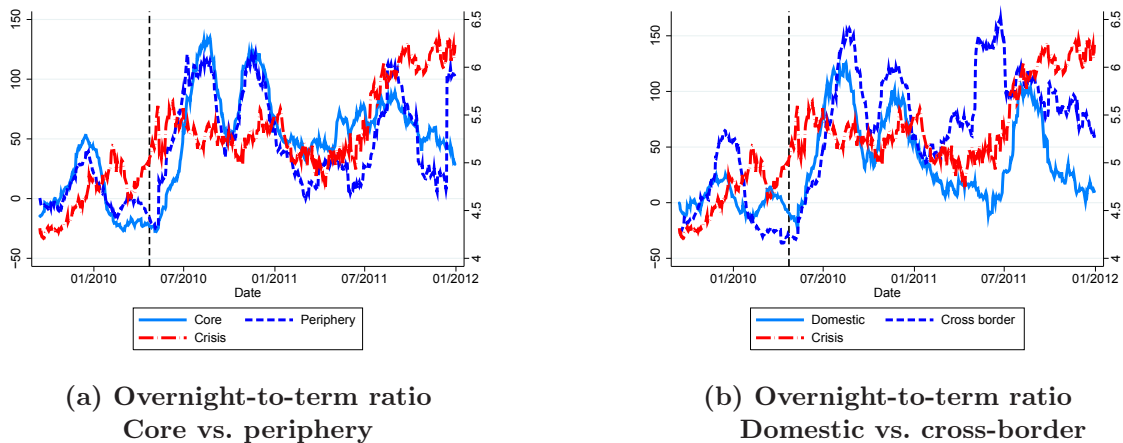 150
100
50
0
−50
6.5
6
5.5
5
4.5
4
01/2010 07/2010 01/2011 07/2011 01/2012
Date
Core Periphery
Crisis
(a) Overnight-to-term ratio
Core vs. periphery
150
100
50
0
−50
6.5
6
5.5
5
4.5
4
01/2010 07/2010 01/2011 07/2011 01/2012
Date
Domestic Cross border
Crisis
(b) Overnight-to-term ratio
Domestic vs. cross-border